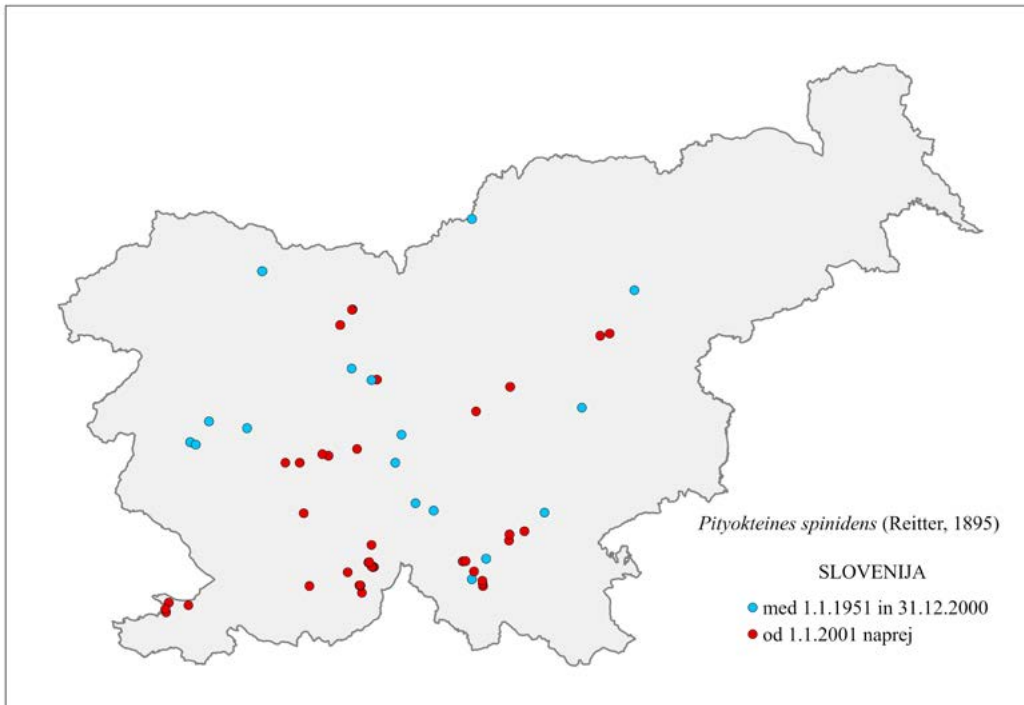 Pityokteines spinidens (Reitter, 1895)
SLOVENIJA
med 1.1.1951 in 31.12.2000
od 1.1.2001 naprej